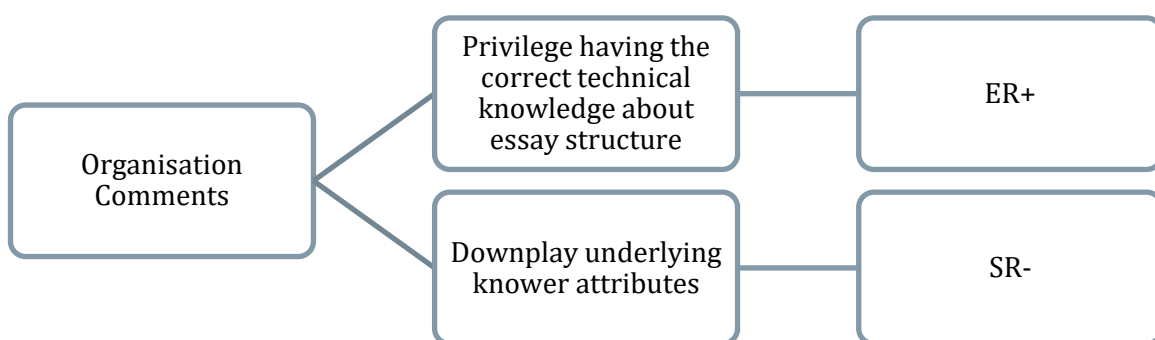 Organisation
Comments
Privilege having the
correct technical
knowledge about
essay structure
ER+
Downplay underlying
knower attributes
SR-